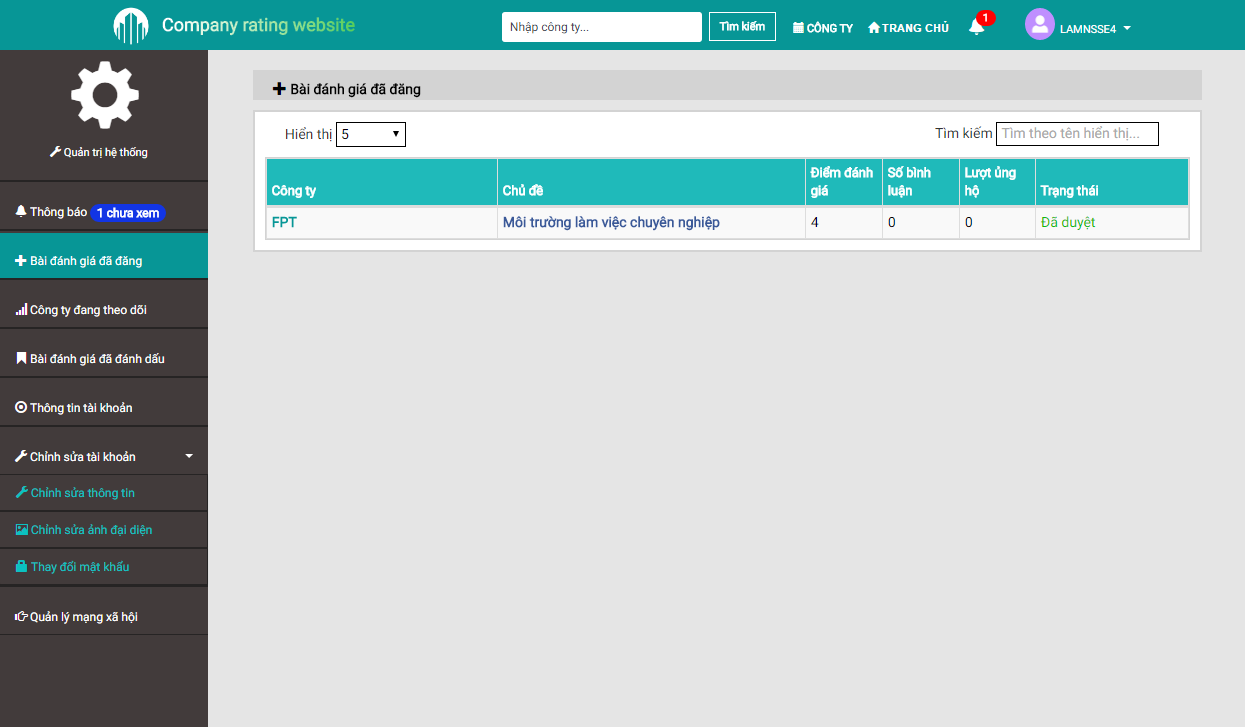 Company rating website
Nhập công ty...
Tìm kiếm
CÔNG TY
TRANG CHỦ
1
LAMNSSE4
Quản trị hệ thống
Thông báo 1 chưa xem
Bài đánh giá đã đăng
Công ty đang theo dõi
Bài đánh giá đã đánh dấu
Thông tin tài khoản
Chỉnh sửa tài khoản
Chỉnh sửa thông tin
Chỉnh sửa ảnh đại diện
Thay đổi mật khẩu
Quản lý mạng xã hội
Bài đánh giá đã đăng
Hiển thị 5
Tìm kiếm Tìm theo tên hiển thị...
Công ty
Chủ đề
Điểm đánh
giá
Số bình
luận
Lượt ủng
hộ
Trạng thái
FPT
Môi trường làm việc chuyên nghiệp
4
0
0
Đã duyệt